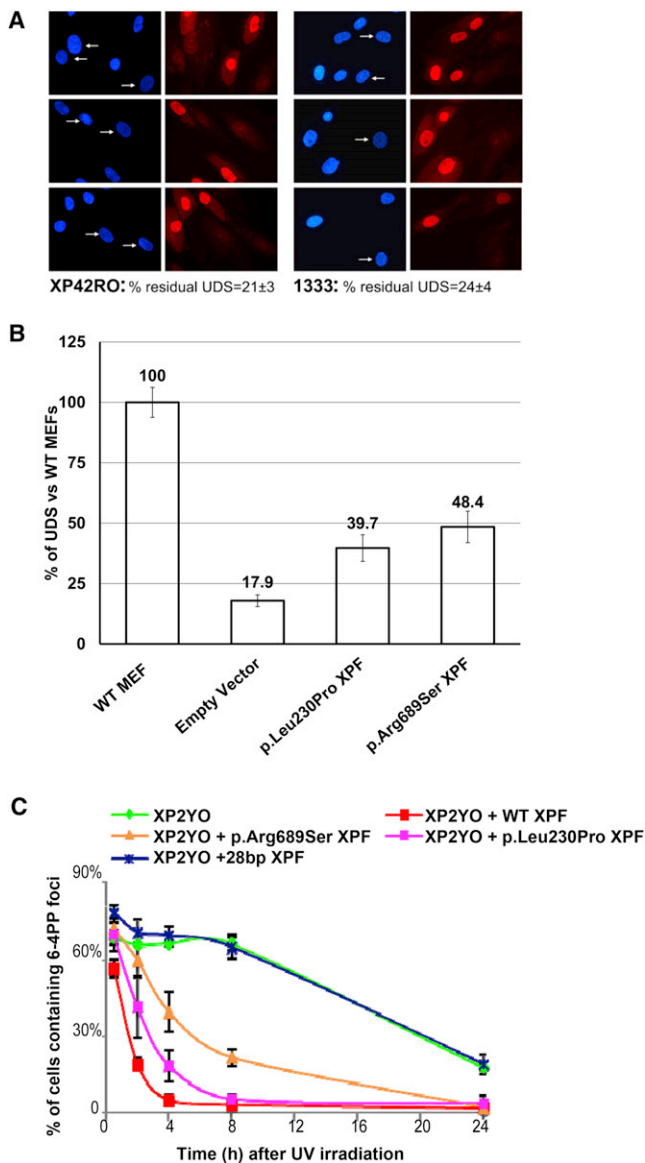 A
XP42RO: % residual UDS=21±3
1333: % residual UDS=24±4
B
% of UDS vs WT MEFs
125
100
75
50
25
0
100
17.9
39.7
48.4
WT MEF
Empty Vector
p.Leu230Pro XPF
p.Arg689Ser XPF
C
XP2YO
XP2YO + WT XPF
XP2YO + p.Arg689Ser XPF
XP2YO + p.Leu230Pro XPF
XP2YO +28bp XPF
% of cells containing 6-4PP foci
90%
60%
30%
0
0 4 8 12 16 20 24
Time (h) after UV irradiation